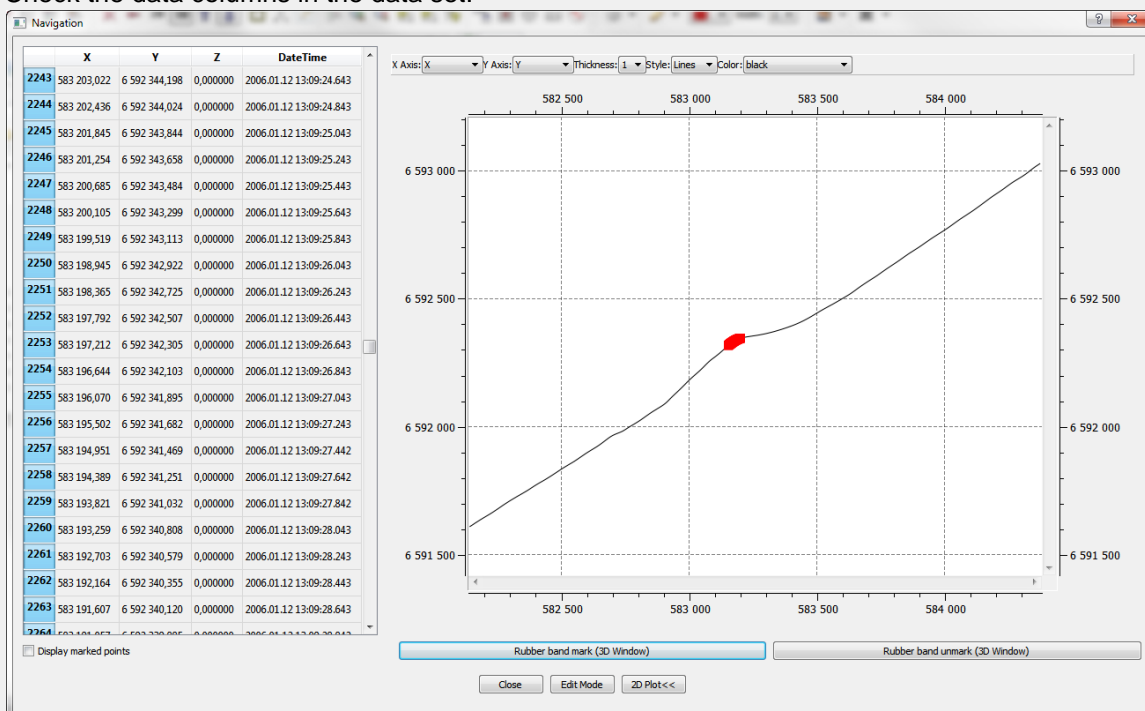 Check the data columns in the data set.
Navigation
X Y Z DateTime
2243 583 203,022 6 592 344,198 0,000000 2006.01.12 13:09:24.643
2244 583 202,436 6 592 344,024 0,000000 2006.01.12 13:09:24.843
2245 583 201,845 6 592 343,844 0,000000 2006.01.12 13:09:25.043
2246 583 201,254 6 592 343,658 0,000000 2006.01.12 13:09:25.243
2247 583 200,685 6 592 343,484 0,000000 2006.01.12 13:09:25.443
2248 583 200,105 6 592 343,299 0,000000 2006.01.12 13:09:25.643
2249 583 199,519 6 592 343,113 0,000000 2006.01.12 13:09:25.843
2250 583 198,945 6 592 342,922 0,000000 2006.01.12 13:09:26.043
2251 583 198,365 6 592 342,725 0,000000 2006.01.12 13:09:26.243
2252 583 197,792 6 592 342,507 0,000000 2006.01.12 13:09:26.443
2253 583 197,212 6 592 342,305 0,000000 2006.01.12 13:09:26.643
2254 583 196,644 6 592 342,103 0,000000 2006.01.12 13:09:26.843
2255 583 196,070 6 592 341,895 0,000000 2006.01.12 13:09:27.043
2256 583 195,502 6 592 341,682 0,000000 2006.01.12 13:09:27.243
2257 583 194,951 6 592 341,469 0,000000 2006.01.12 13:09:27.442
2258 583 194,389 6 592 341,251 0,000000 2006.01.12 13:09:27.642
2259 583 193,821 6 592 341,032 0,000000 2006.01.12 13:09:27.842
2260 583 193,259 6 592 340,808 0,000000 2006.01.12 13:09:28.043
2261 583 192,703 6 592 340,579 0,000000 2006.01.12 13:09:28.243
2262 583 192,164 6 592 340,355 0,000000 2006.01.12 13:09:28.443
2263 583 191,607 6 592 340,120 0,000000 2006.01.12 13:09:28.643
2264
Display marked points
X Axis: X Y Axis: Y Thickness: 1 Style: Lines Color: black
582 500 583 000 583 500 584 000
6 593 000 6 593 000
6 592 500 6 592 500
6 592 000 6 592 000
6 591 500 6 591 500
582 500 583 000 583 500 584 000
Rubber band mark (3D Window) Rubber band unmark (3D Window)
Close Edit Mode 2D Plot<<